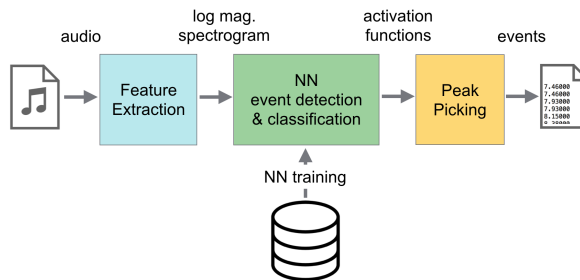 audio
log mag.
spectrogram
activation
functions
events
Feature
Extraction
NN
event detection
& classification
Peak
Picking
7.46000
7.46000
7.93000
7.93000
8.15000
NN training